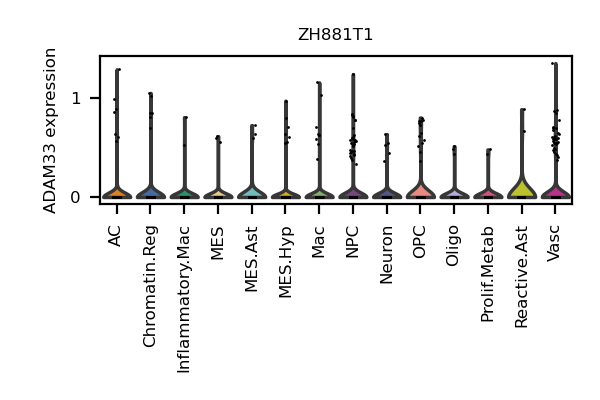 ZH881T1
ADAM33 expression
1
0
AC
Chromatin.Reg
Inflammatory.Mac
MES
MES.Ast
MES.Hyp
Mac
NPC
Neuron
OPC
Oligo
Prolif.Metab
Reactive.Ast
Vasc